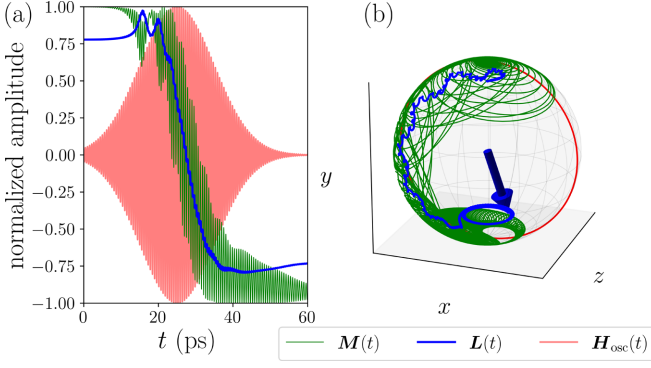 (a)
normalized amplitude
1.00
0.75
0.50
0.25
0.00
−0.25
−0.50
−0.75
−1.00
0 20 40 60
t (ps)
(b)
y
x
z
M(t) L(t) Hosc(t)